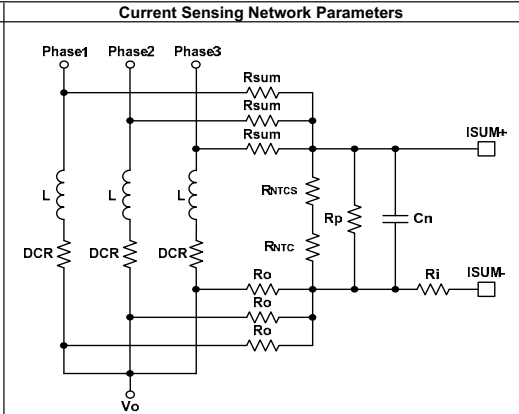 Current Sensing Network Parameters
Phase1 Phase2 Phase3
Rsum
Rsum
Rsum
ISUM+
L L L
RNTCS
Rp
Cn
RNTC
DCR DCR DCR
Ro
Ri
ISUM-
Ro
Ro
Vo